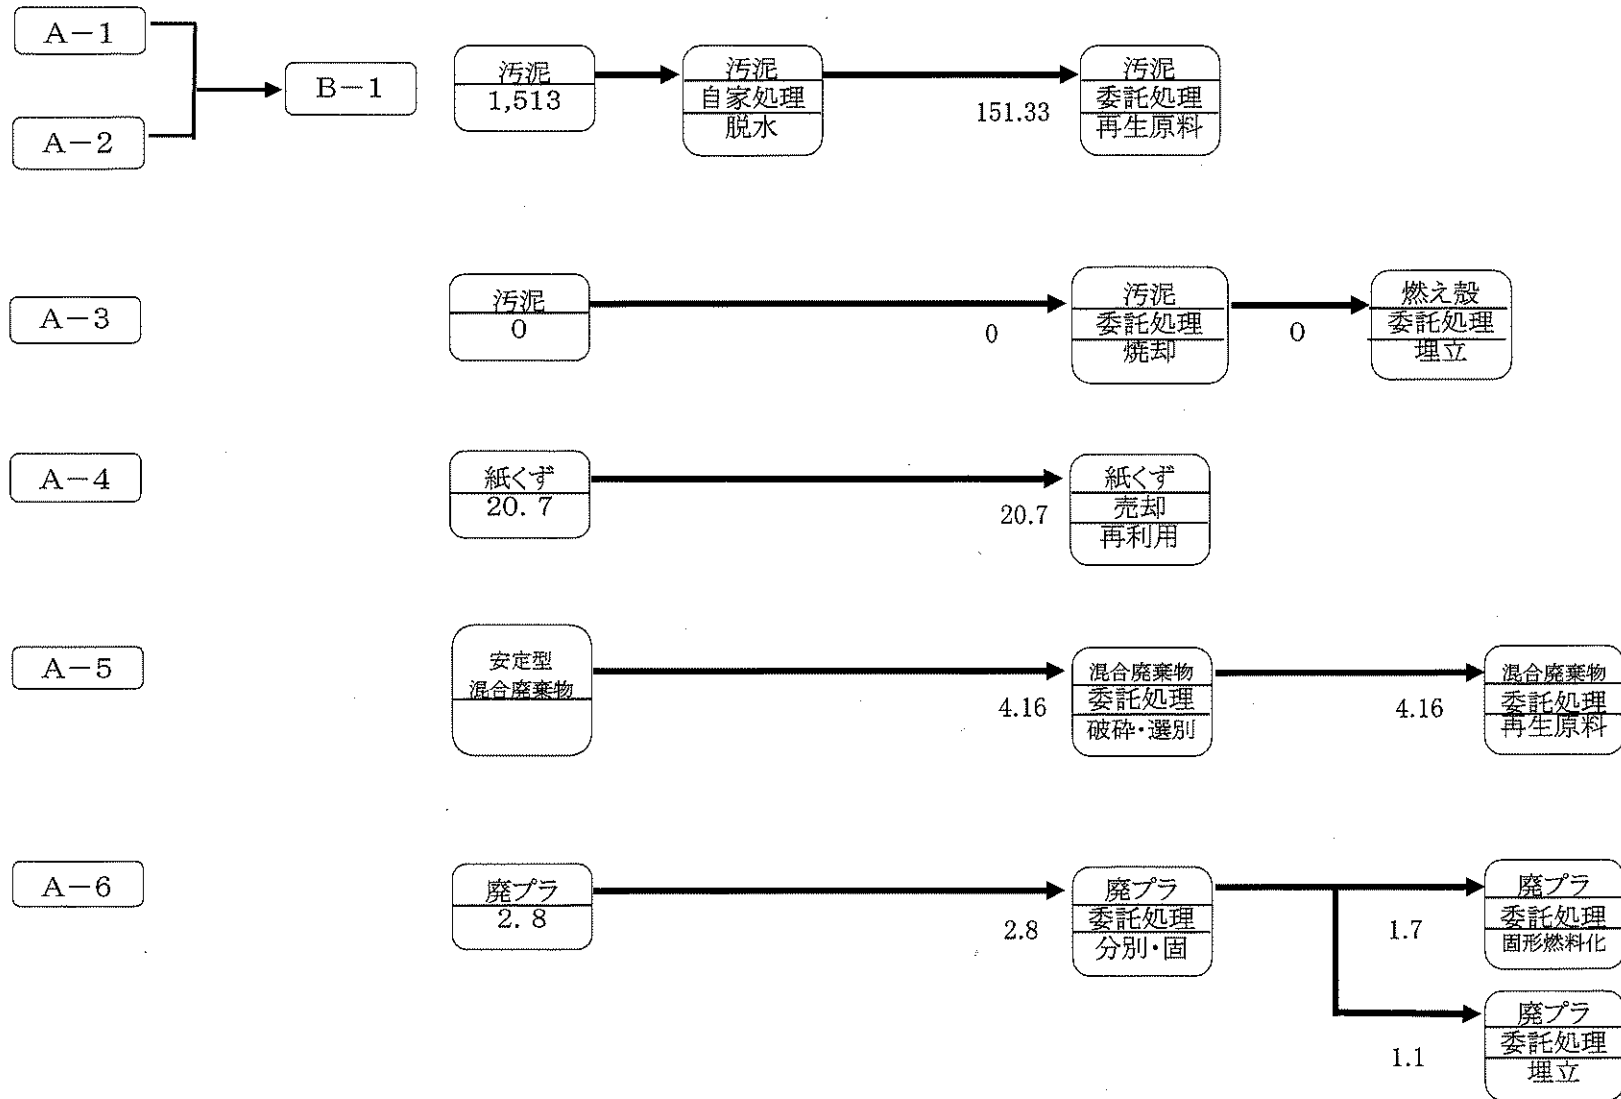 A-1
A-2
B-1
汚泥
1,513
汚泥
自家処理
脱水
151.33
汚泥
委託処理
再生原料
A-3
汚泥
0
0
汚泥
委託処理
焼却
0
燃え殻
委託処理
埋立
A-4
紙くず
20. 7
20.7
紙くず
売却
再利用
A-5
安定型
混合廃棄物
4.16
混合廃棄物
委託処理
破砕・選別
4.16
混合廃棄物
委託処理
再生原料
A-6
廃プラ
2. 8
2.8
廃プラ
委託処理
分別・固
1.7
廃プラ
委託処理
固形燃料化
1.1
廃プラ
委託処理
埋立